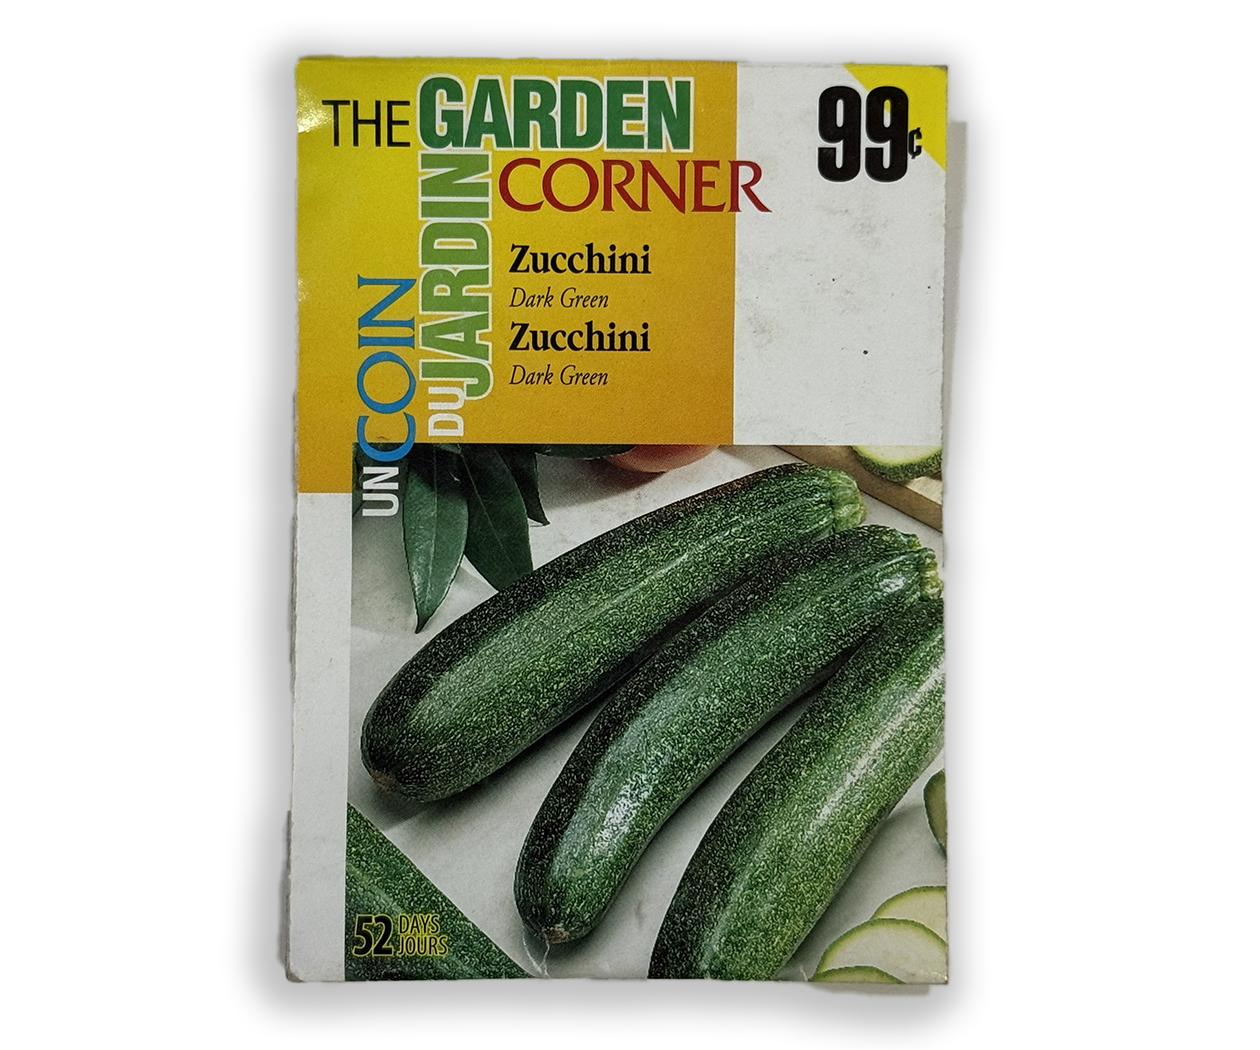 THE GARDEN
CORNER
99¢
UN COIN
DU JARDIN
Zucchini
Dark Green
Zucchini
Dark Green
52 DAYS
JOURS